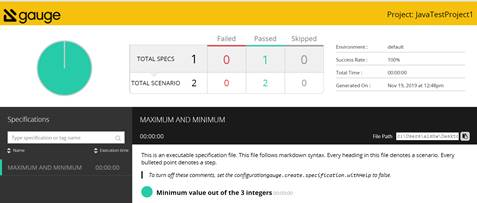 gauge
Project: JavaTestProject1
Failed Passed Skipped
TOTAL SPECS 1 0 1 0
TOTAL SCENARIO 2 0 2 0
Environment : default
Success Rate : 100%
Total Time : 00:00:00
Generated On : Nov 19, 2019 at 12:48pm
Specifications
Type specification or tag name
Name Execution time
MAXIMUM AND MINIMUM 00:00:00
MAXIMUM AND MINIMUM
00:00:00
File Path
This is an executable specification file. This file follows markdown syntax. Every heading in this file denotes a scenario. Every
bulleted point denotes a step.
To turn off these comments, set the configurationgauge.create.specification.withHelp to false.
Minimum value out of the 3 integers 00:00:00